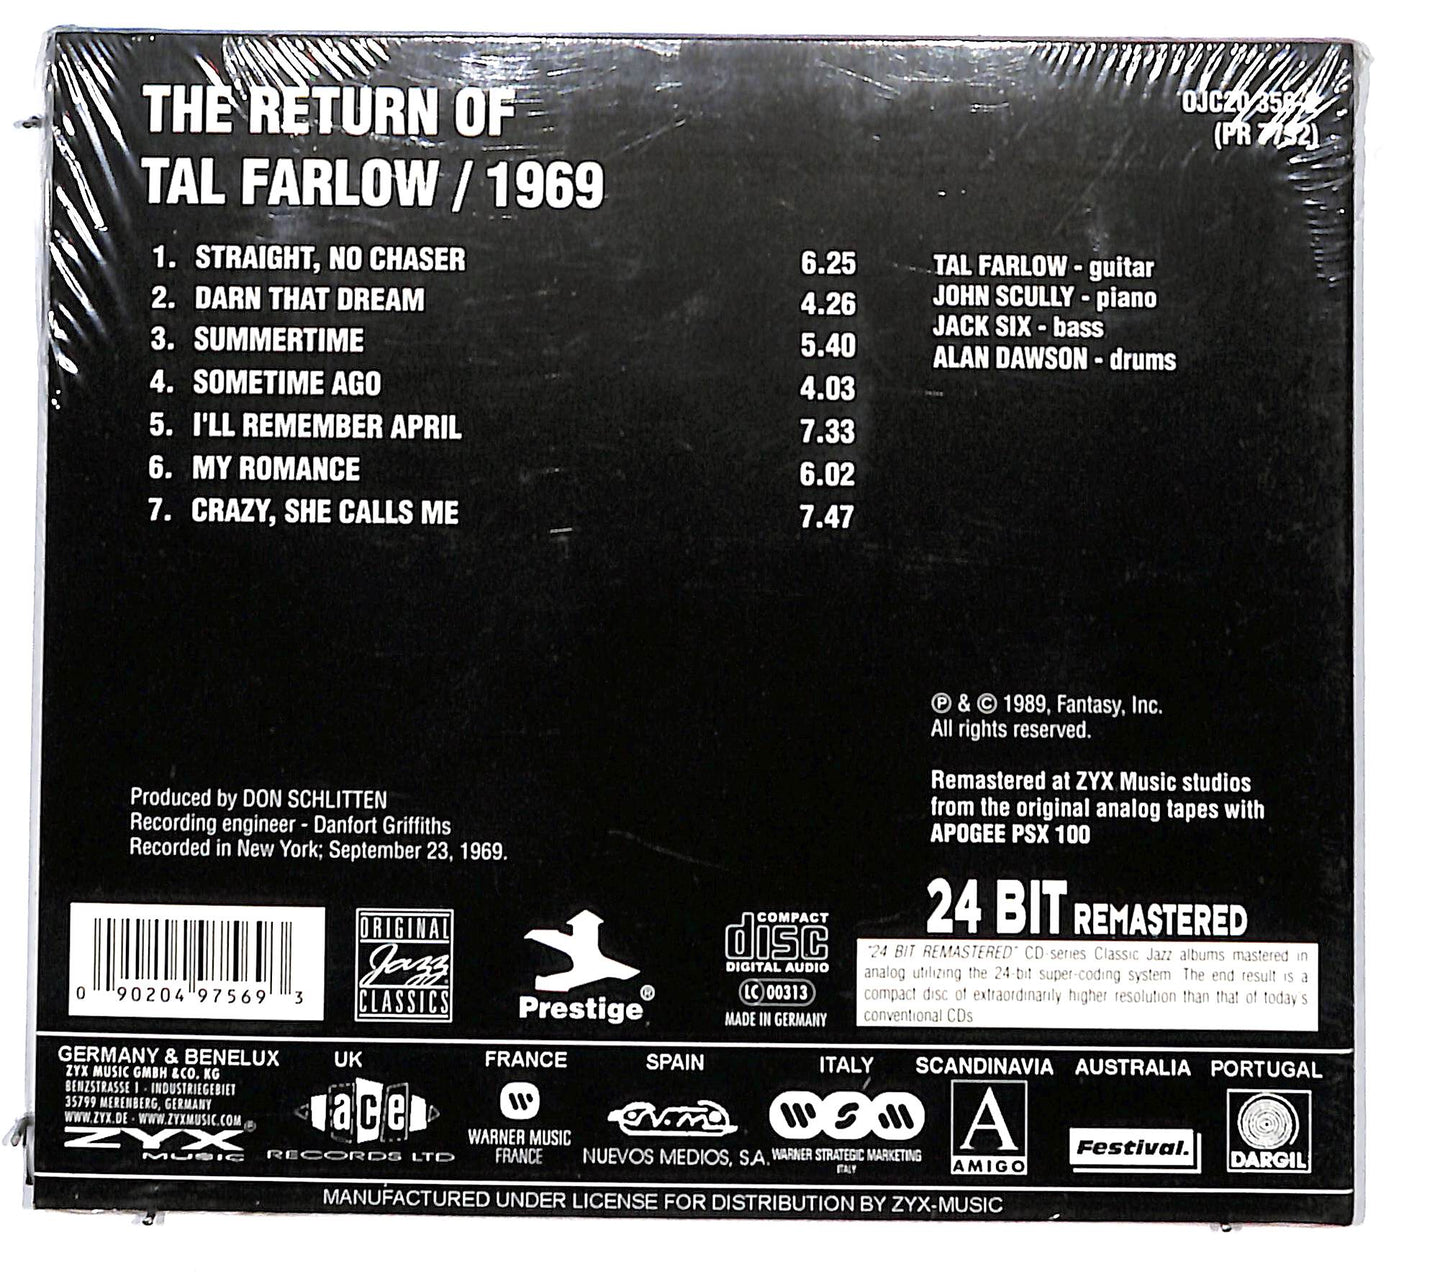 THE RETURN OF
TAL FARLOW / 1969
OJC20
(PR
1. STRAIGHT, NO CHASER 6.25
2. DARN THAT DREAM 4.26
3. SUMMERTIME 5.40
4. SOMETIME AGO 4.03
5. I'LL REMEMBER APRIL 7.33
6. MY ROMANCE 6.02
7. CRAZY, SHE CALLS ME 7.47
TAL FARLOW - guitar
JOHN SCULLY - piano
JACK SIX - bass
ALAN DAWSON - drums
Ⓟ & © 1989, Fantasy, Inc.
All rights reserved.
Remastered at ZYX Music studios
from the original analog tapes with
APOGEE PSX 100
Produced by DON SCHLITTEN
Recording engineer - Danfort Griffiths
Recorded in New York; September 23, 1969.
0 90204 97569 3
ORIGINAL
Jazz
CLASSICS
Prestige®
COMPACT
disc
DIGITAL AUDIO
LC 00313
MADE IN GERMANY
24 BIT REMASTERED
"24 BIT REMASTERED" CD-series Classic Jazz albums mastered in
analog utilizing the 24-bit super-coding system. The end result is a
compact disc of extraordinarily higher resolution than that of today's
conventional CDs
GERMANY & BENELUX
ZYX MUSIC GMBH & CO. KG
BENZSTRASSE 1 - INDUSTRIEGEBIET
35799 MERENBERG, GERMANY
WWW.ZYX.DE - WWW.ZYXMUSIC.COM
ZYX®
MUSIC
UK
ace
RECORDS LTD
FRANCE
WARNER MUSIC
FRANCE
SPAIN
N.M.
NUEVOS MEDIOS, S.A.
ITALY
WSM
WARNER STRATEGIC MARKETING
ITALY
SCANDINAVIA
A
AMIGO
AUSTRALIA
Festival.
PORTUGAL
DARGIL
MANUFACTURED UNDER LICENSE FOR DISTRIBUTION BY ZYX-MUSIC